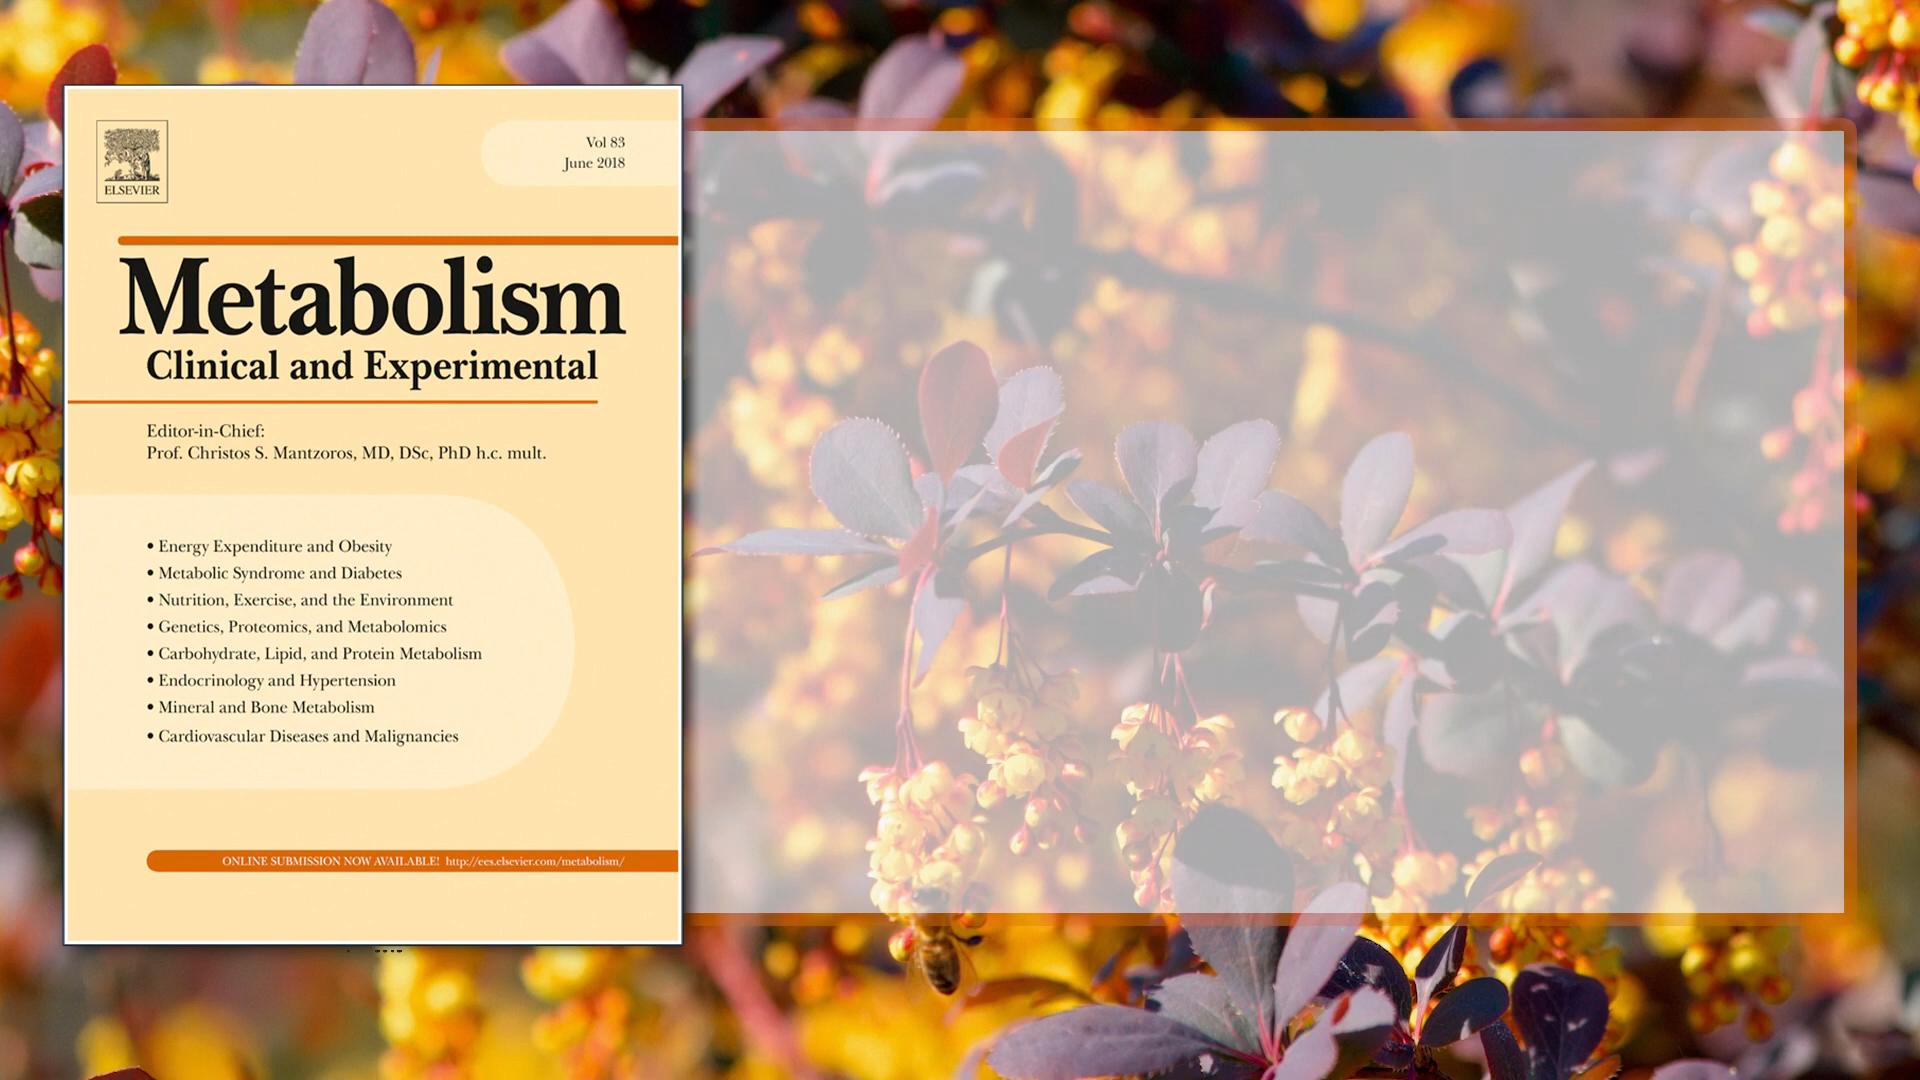 ELSEVIER
Vol 83
June 2018
Metabolism
Clinical and Experimental
Editor-in-Chief:
Prof. Christos S. Mantzoros, MD, DSc, PhD h.c. mult.
• Energy Expenditure and Obesity
• Metabolic Syndrome and Diabetes
• Nutrition, Exercise, and the Environment
• Genetics, Proteomics, and Metabolomics
• Carbohydrate, Lipid, and Protein Metabolism
• Endocrinology and Hypertension
• Mineral and Bone Metabolism
• Cardiovascular Diseases and Malignancies
ONLINE SUBMISSION NOW AVAILABLE! http://ees.elsevier.com/metabolism/